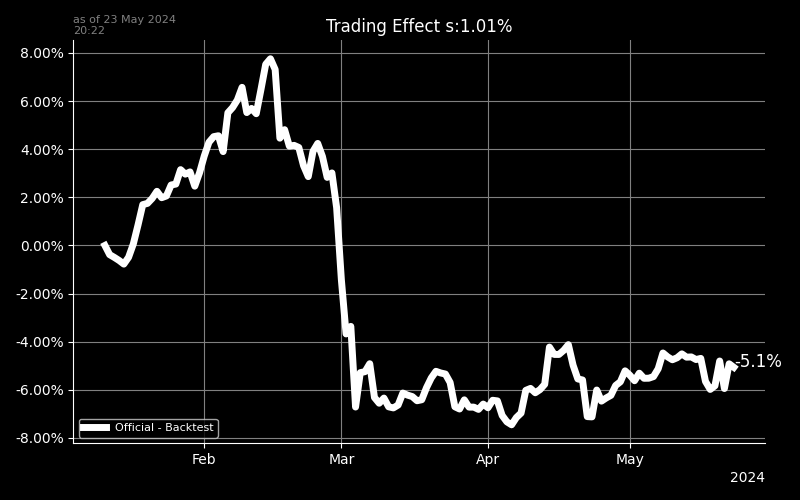 as of 23 May 2024
20:22
Trading Effect s:1.01%
8.00%
6.00%
4.00%
2.00%
0.00%
-2.00%
-4.00%
-6.00%
-8.00%
-5.1%
Official - Backtest
Feb
Mar
Apr
May
2024